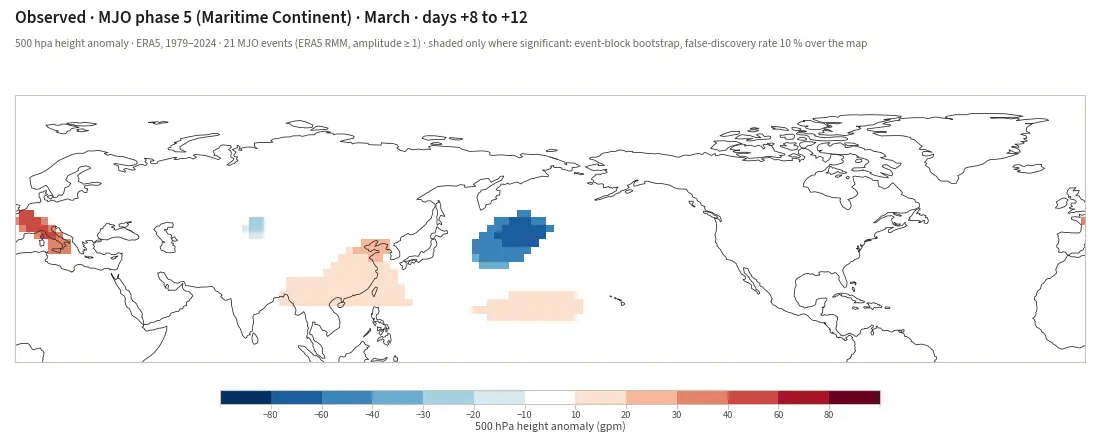 Observed · MJO phase 5 (Maritime Continent) · March · days +8 to +12
500 hpa height anomaly · ERA5, 1979–2024 · 21 MJO events (ERA5 RMM, amplitude ≥ 1) · shaded only where significant: event-block bootstrap, false-discovery rate 10 % over the map
−80 −60 −40 −30 −20 −10 10 20 30 40 60 80
500 hpa height anomaly (gpm)